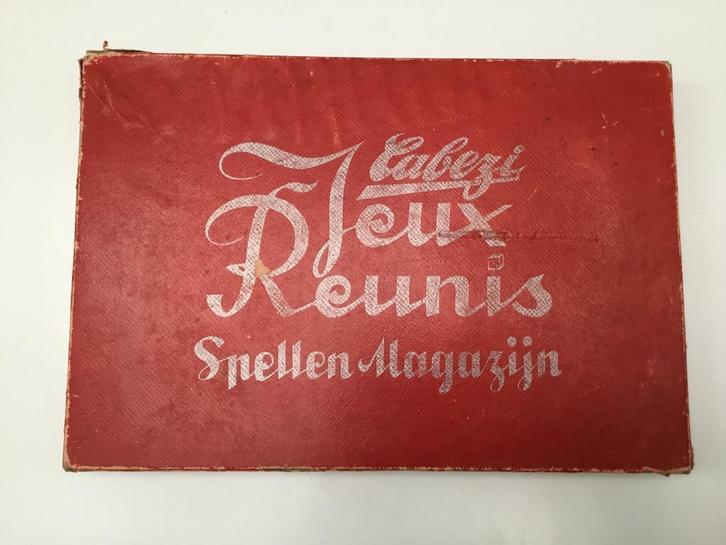 Cabezi
Jeux
Reunis
Spellen Magazijn